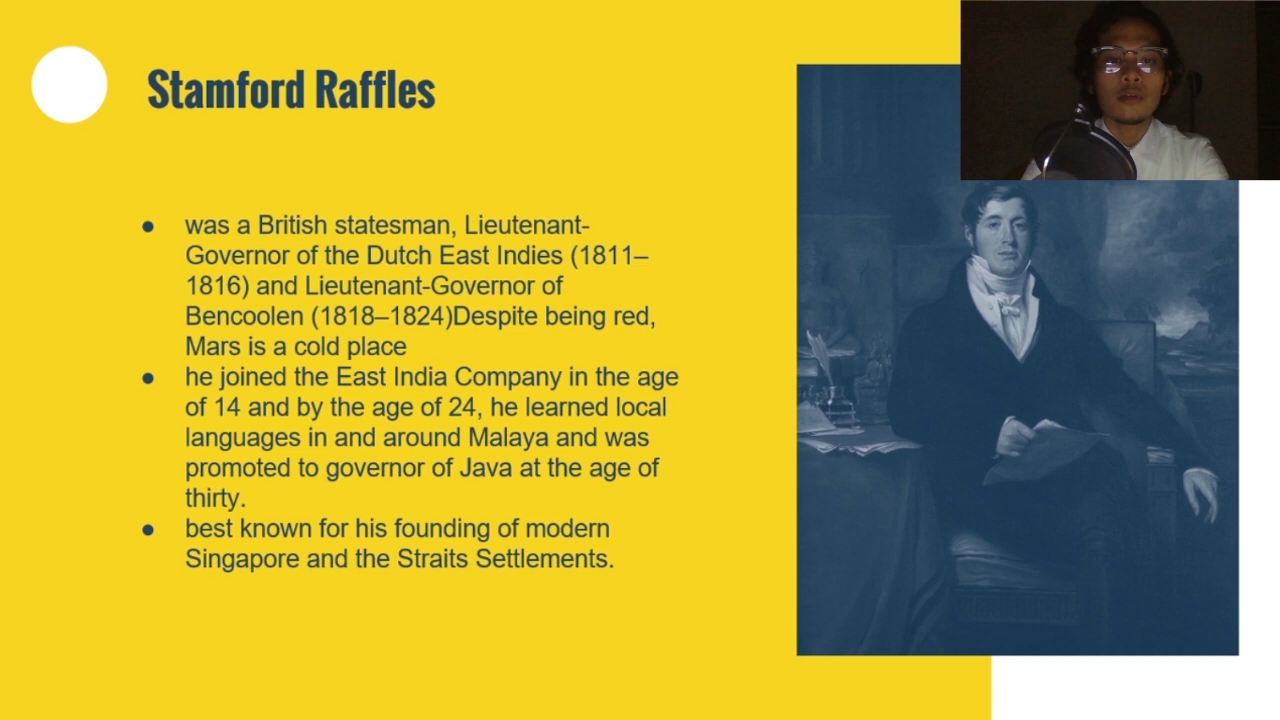 Stamford Raffles
● was a British statesman, Lieutenant-
Governor of the Dutch East Indies (1811–
1816) and Lieutenant-Governor of
Bencoolen (1818–1824)Despite being red,
Mars is a cold place
● he joined the East India Company in the age
of 14 and by the age of 24, he learned local
languages in and around Malaya and was
promoted to governor of Java at the age of
thirty.
● best known for his founding of modern
Singapore and the Straits Settlements.